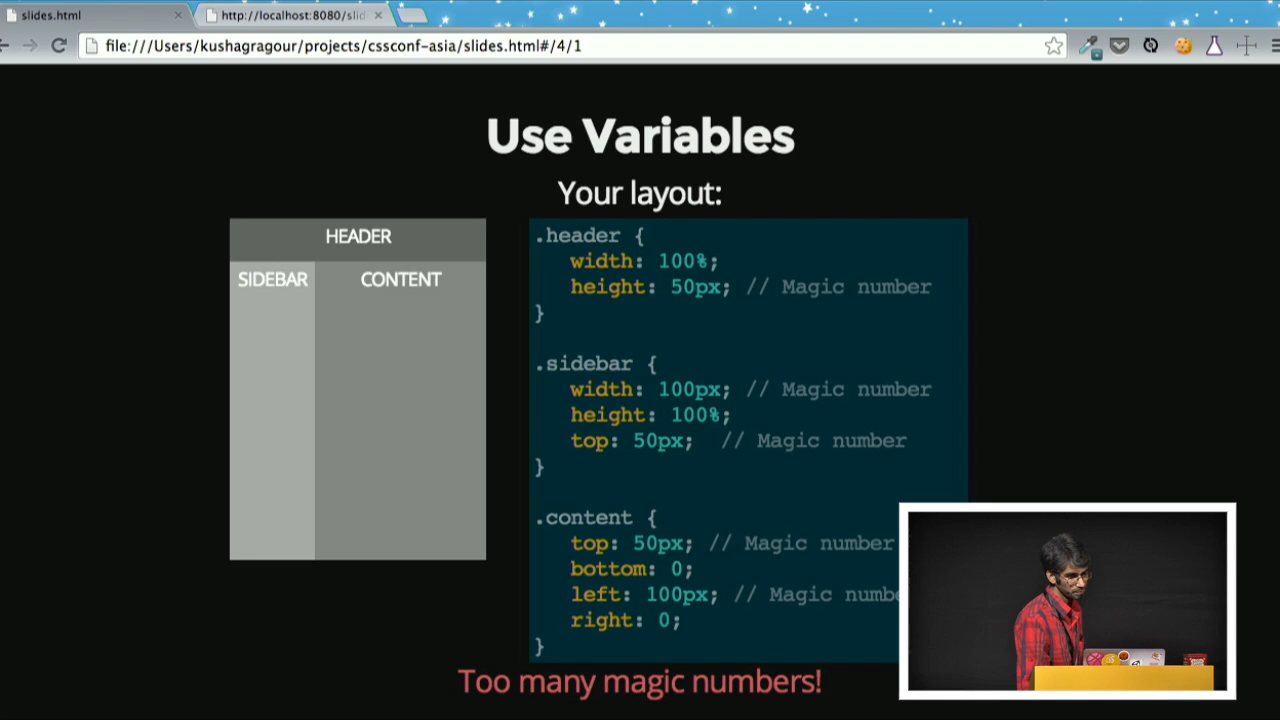 slides.html
http://localhost:8080/slid
file:///Users/kushagragour/projects/cssconf-asia/slides.html#/4/1
Use Variables
Your layout:
HEADER
SIDEBAR
CONTENT
.header {
width: 100%;
height: 50px; // Magic number
}
.sidebar {
width: 100px; // Magic number
height: 100%;
top: 50px; // Magic number
}
.content {
top: 50px; // Magic number
bottom: 0;
left: 100px; // Magic numbe
right: 0;
}
Too many magic numbers!